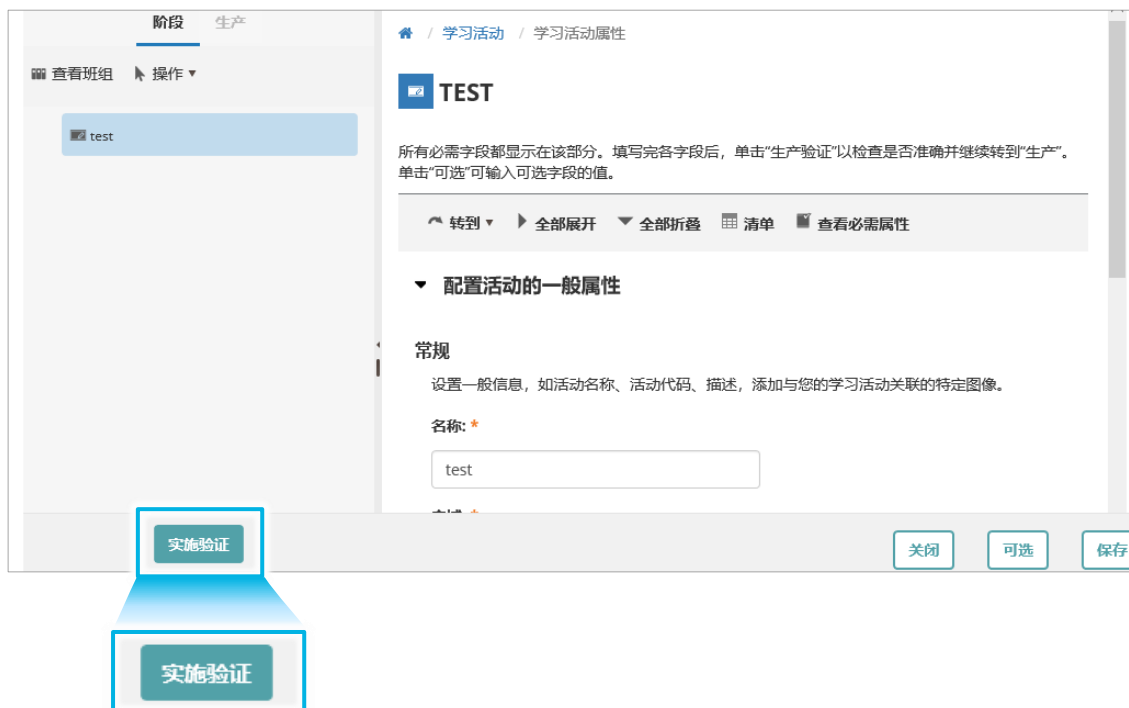 阶段 生产
查看班组 操作
test
/ 学习活动 / 学习活动属性
TEST
所有必需字段都显示在该部分。填写完各字段后，单击“生产验证”以检查是否准确并继续转到“生产”。
单击“可选”可输入可选字段的值。
转到 全部展开 全部折叠 清单 查看必需属性
配置活动的一般属性
常规
设置一般信息，如活动名称、活动代码、描述，添加与您的学习活动关联的特定图像。
名称: *
test
实施验证
关闭 可选 保存
实施验证